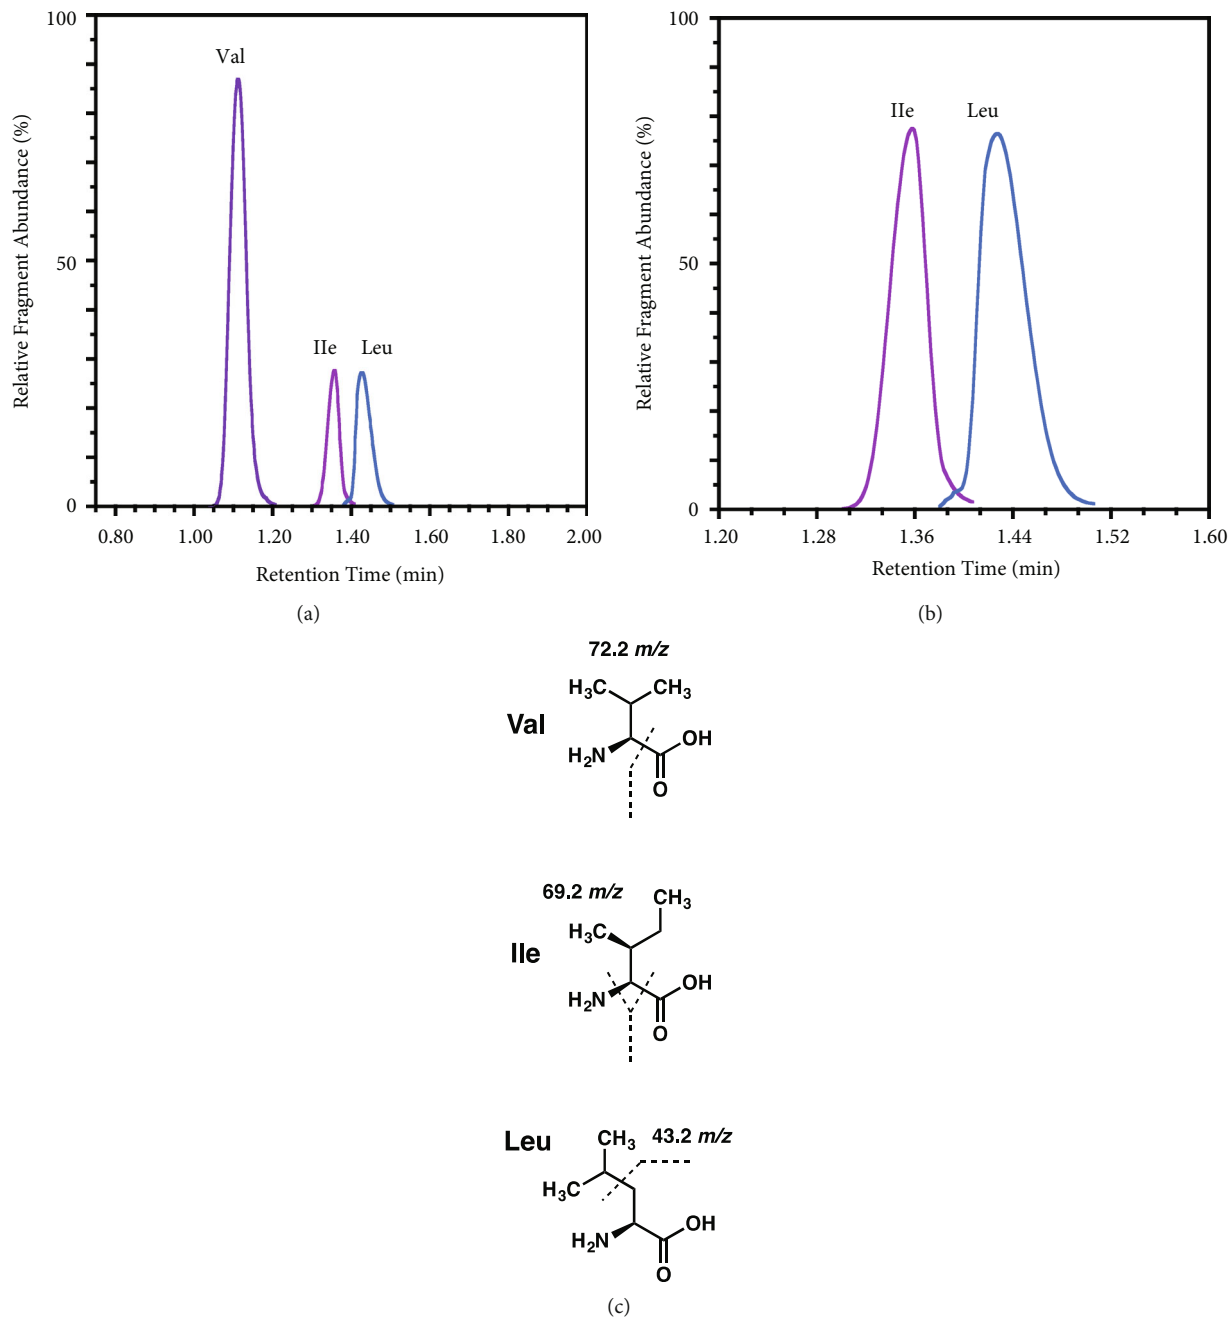 100
50
0
Relative Fragment Abundance (%)
Val
IIe
Leu
0.80 1.00 1.20 1.40 1.60 1.80 2.00
Retention Time (min)
(a)
100
50
0
Relative Fragment Abundance (%)
IIe
Leu
1.20 1.28 1.36 1.44 1.52 1.60
Retention Time (min)
(b)
72.2 m/z
H₃C CH₃
Val
H₂N OH
O
69.2 m/z
CH₃
H₃C
Ile
H₂N OH
O
Leu
CH₃
43.2 m/z
H₃C
H₂N OH
O
(c)